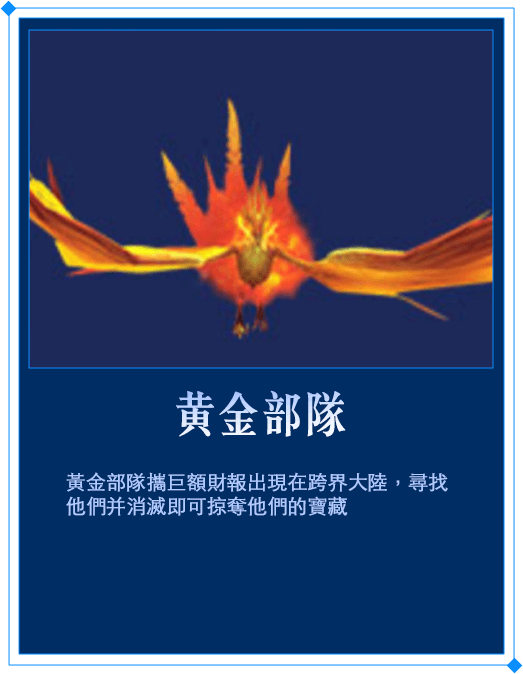 黄金部隊
黃金部隊攜巨額財報出現在跨界大陸，尋找
他們并消滅即可掠奪他們的寶藏